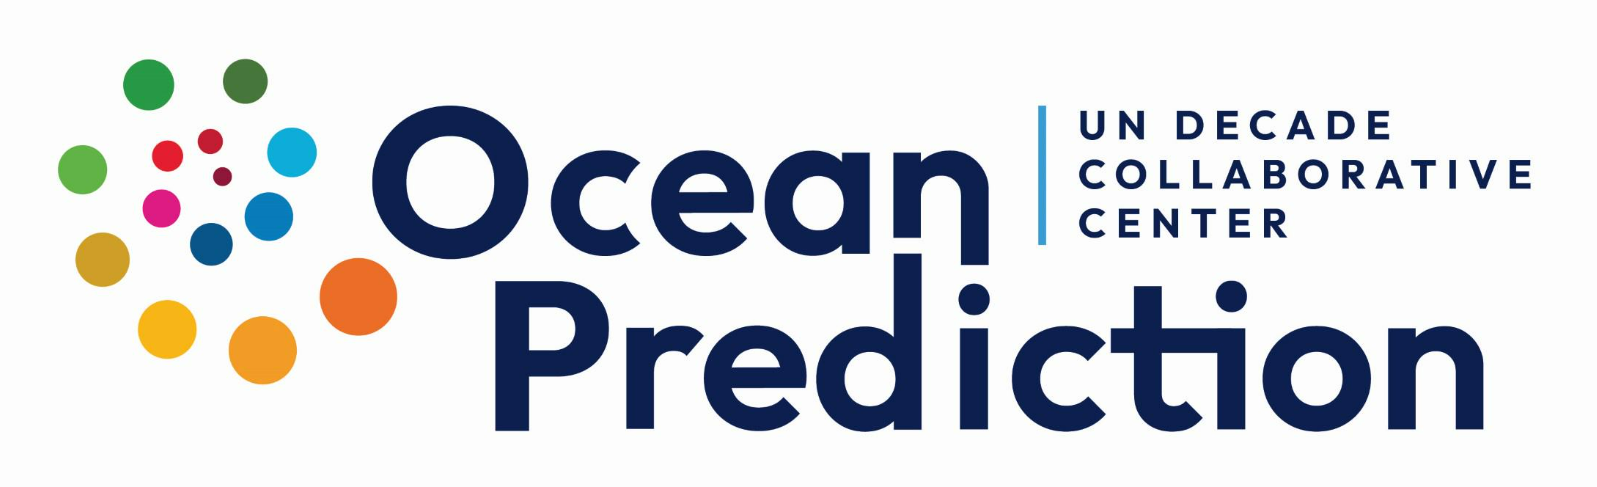 Ocean
Prediction
UN DECADE
COLLABORATIVE
CENTER